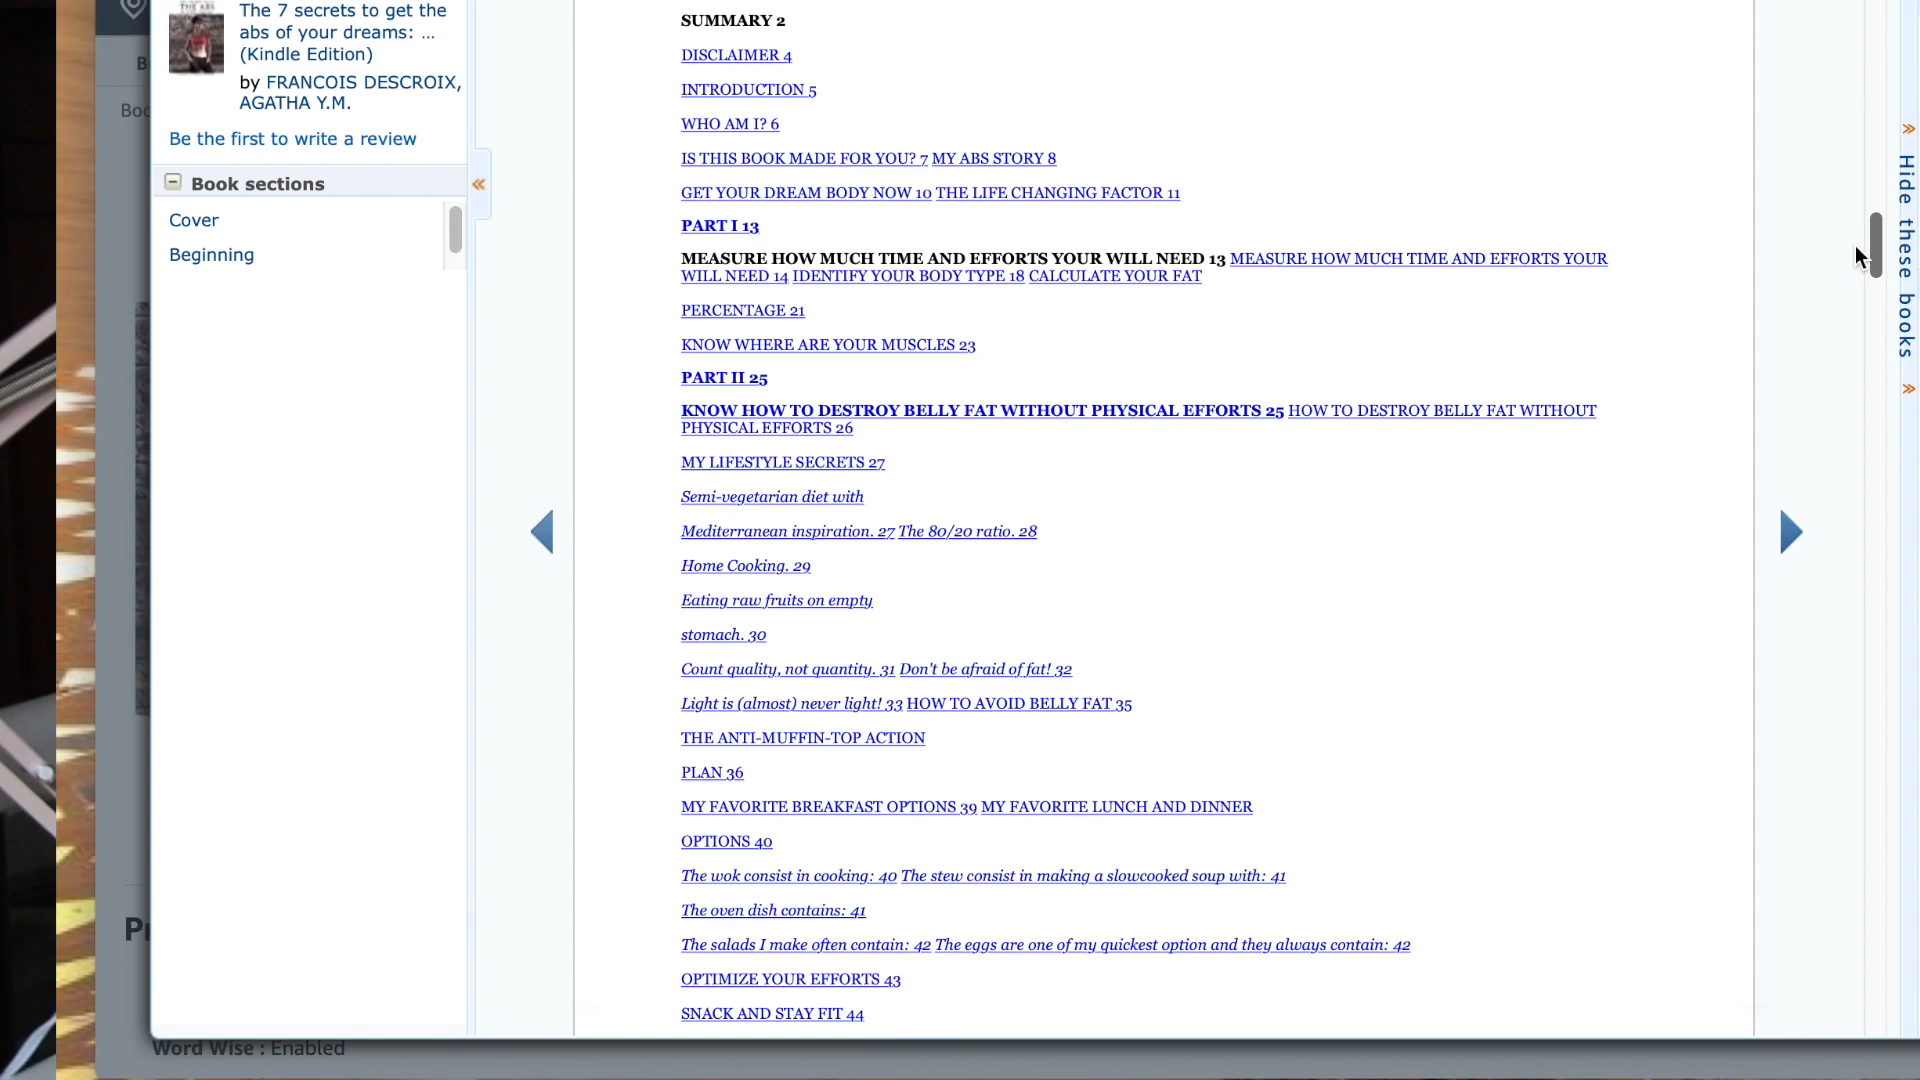 The 7 secrets to get the
abs of your dreams: ...
(Kindle Edition)
by FRANCOIS DESCROIX,
AGATHA Y.M.
Be the first to write a review
Book sections
Cover
Beginning
SUMMARY 2
DISCLAIMER 4
INTRODUCTION 5
WHO AM I? 6
IS THIS BOOK MADE FOR YOU? 7 MY ABS STORY 8
GET YOUR DREAM BODY NOW 10 THE LIFE CHANGING FACTOR 11
PART I 13
MEASURE HOW MUCH TIME AND EFFORTS YOUR WILL NEED 13 MEASURE HOW MUCH TIME AND EFFORTS YOUR
WILL NEED 14 IDENTIFY YOUR BODY TYPE 18 CALCULATE YOUR FAT
PERCENTAGE 21
KNOW WHERE ARE YOUR MUSCLES 23
PART II 25
KNOW HOW TO DESTROY BELLY FAT WITHOUT PHYSICAL EFFORTS 25 HOW TO DESTROY BELLY FAT WITHOUT
PHYSICAL EFFORTS 26
MY LIFESTYLE SECRETS 27
Semi-vegetarian diet with
Mediterranean inspiration. 27 The 80/20 ratio. 28
Home Cooking. 29
Eating raw fruits on empty
stomach. 30
Count quality, not quantity. 31 Don't be afraid of fat! 32
Light is (almost) never light! 33 HOW TO AVOID BELLY FAT 35
THE ANTI-MUFFIN-TOP ACTION
PLAN 36
MY FAVORITE BREAKFAST OPTIONS 39 MY FAVORITE LUNCH AND DINNER
OPTIONS 40
The wok consist in cooking: 40 The stew consist in making a slowcooked soup with: 41
The oven dish contains: 41
The salads I make often contain: 42 The eggs are one of my quickest option and they always contain: 42
OPTIMIZE YOUR EFFORTS 43
SNACK AND STAY FIT 44
Hide these books
Word Wise : Enabled